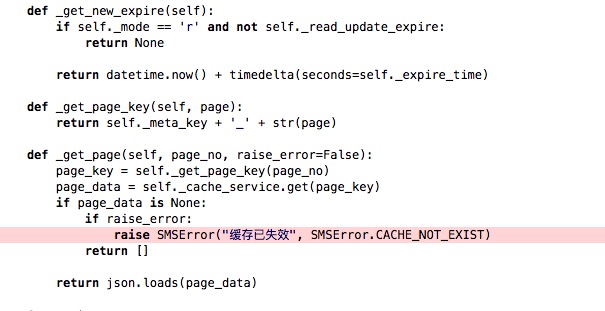 def _get_new_expire(self):
if self._mode == 'r' and not self._read_update_expire:
return None
return datetime.now() + timedelta(seconds=self._expire_time)
def _get_page_key(self, page):
return self._meta_key + '_' + str(page)
def _get_page(self, page_no, raise_error=False):
page_key = self._get_page_key(page_no)
page_data = self._cache_service.get(page_key)
if page_data is None:
if raise_error:
raise SMSError("缓存已失效", SMSError.CACHE_NOT_EXIST)
return []
return json.loads(page_data)